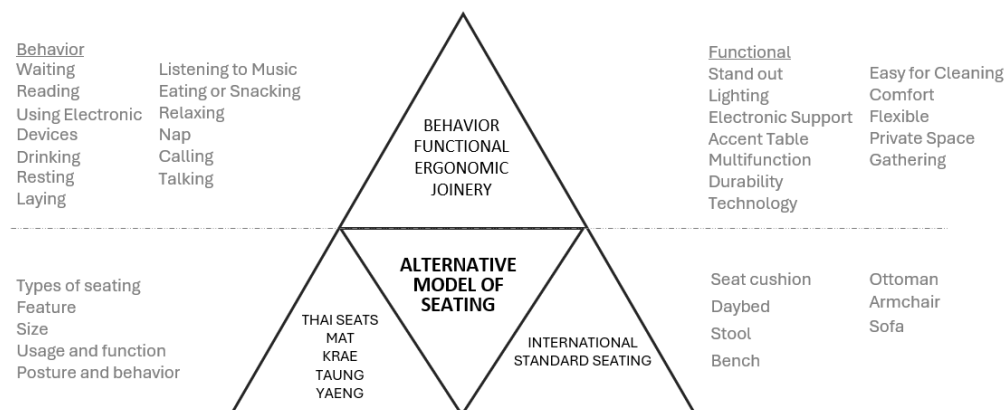 Behavior
Waiting
Reading
Using Electronic
Devices
Drinking
Resting
Laying
Listening to Music
Eating or Snacking
Relaxing
Nap
Calling
Talking
BEHAVIOR
FUNCTIONAL
ERGONOMIC
JOINERY
Functional
Stand out
Lighting
Electronic Support
Accent Table
Multifunction
Durability
Technology
Easy for Cleaning
Comfort
Flexible
Private Space
Gathering
Types of seating
Feature
Size
Usage and function
Posture and behavior
THAI SEATS
MAT
KRAE
TAUNG
YAENG
ALTERNATIVE
MODEL OF
SEATING
INTERNATIONAL
STANDARD SEATING
Seat cushion
Daybed
Stool
Bench
Ottoman
Armchair
Sofa